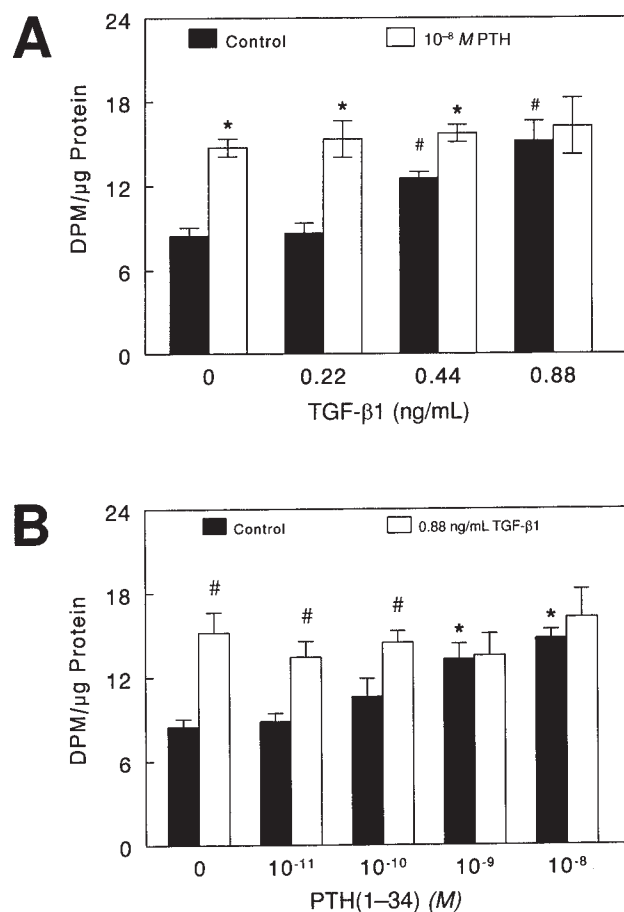 A
Control
10⁻⁸ M PTH
DPM/µg Protein
24
18
12
6
0
* * # * #
0 0.22 0.44 0.88
TGF-β1 (ng/mL)
B
Control
0.88 ng/mL TGF-β1
DPM/µg Protein
24
18
12
6
0
# # # * *
0 10⁻¹¹ 10⁻¹⁰ 10⁻⁹ 10⁻⁸
PTH(1–34) (M)